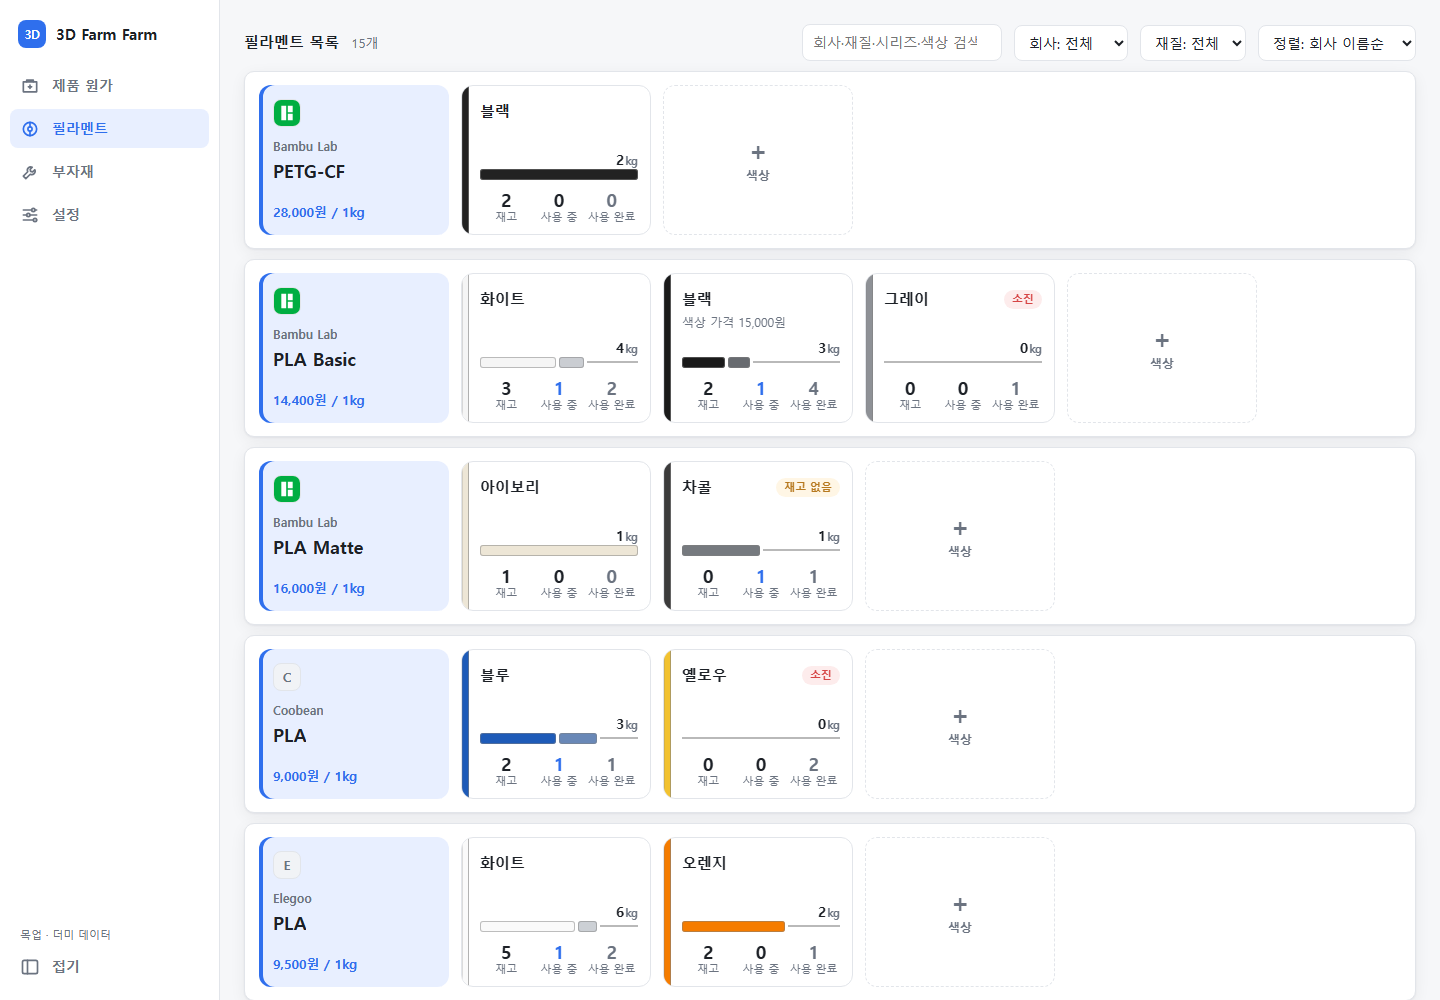 3D 3D Farm Farm
제품 원가
필라멘트
부자재
설정
목업 · 더미 데이터
접기
필라멘트 목록 15개
회사·재질·시리즈·색상 검색
회사: 전체
재질: 전체
정렬: 회사 이름순
Bambu Lab
PETG-CF
28,000원 / 1kg
블랙
2kg
2 0 0
재고 사용 중 사용 완료
+
색상
Bambu Lab
PLA Basic
14,400원 / 1kg
화이트
4kg
3 1 2
재고 사용 중 사용 완료
블랙
색상 가격 15,000원
3kg
2 1 4
재고 사용 중 사용 완료
그레이 소진
0kg
0 0 1
재고 사용 중 사용 완료
+
색상
Bambu Lab
PLA Matte
16,000원 / 1kg
아이보리
1kg
1 0 0
재고 사용 중 사용 완료
차콜 재고 없음
1kg
0 1 1
재고 사용 중 사용 완료
+
색상
C
Coobean
PLA
9,000원 / 1kg
블루
3kg
2 1 1
재고 사용 중 사용 완료
옐로우 소진
0kg
0 0 2
재고 사용 중 사용 완료
+
색상
E
Elegoo
PLA
9,500원 / 1kg
화이트
6kg
5 1 2
재고 사용 중 사용 완료
오렌지
2kg
2 0 1
재고 사용 중 사용 완료
+
색상